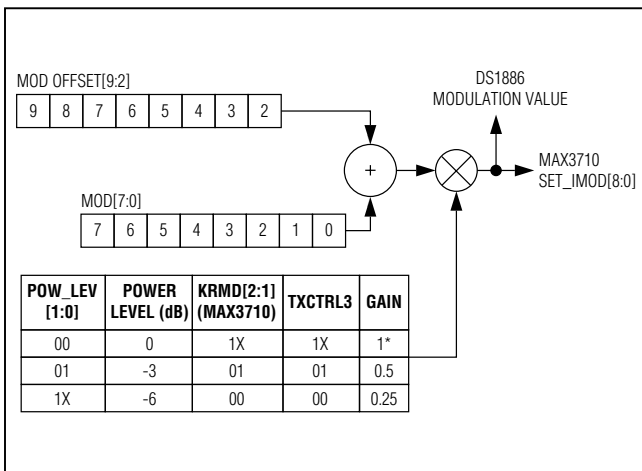 MOD OFFSET[9:2]
9 8 7 6 5 4 3 2
DS1886
MODULATION VALUE
+
MAX3710
SET_IMOD[8:0]
MOD[7:0]
7 6 5 4 3 2 1 0
POW_LEV [1:0] POWER LEVEL (dB) KRMD[2:1] (MAX3710) TXCTRL3 GAIN
00 0 1X 1X 1*
01 -3 01 01 0.5
1X -6 00 00 0.25